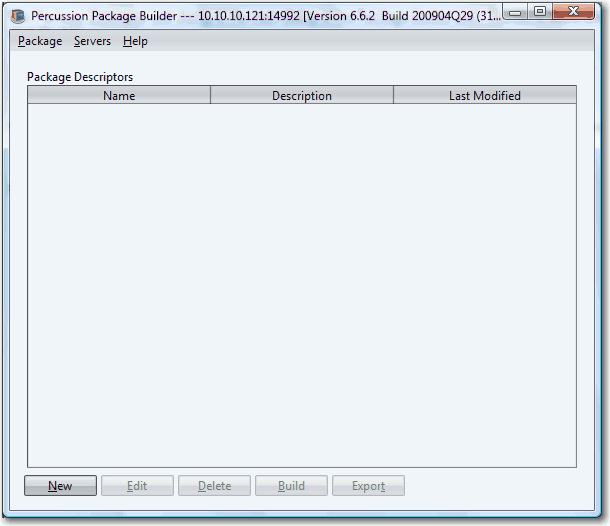 Percussion Package Builder --- 10.10.10.121:14992 [Version 6.6.2 Build 200904Q29 (31...
Package Servers Help
Package Descriptors
Name Description Last Modified
New Edit Delete Build Export